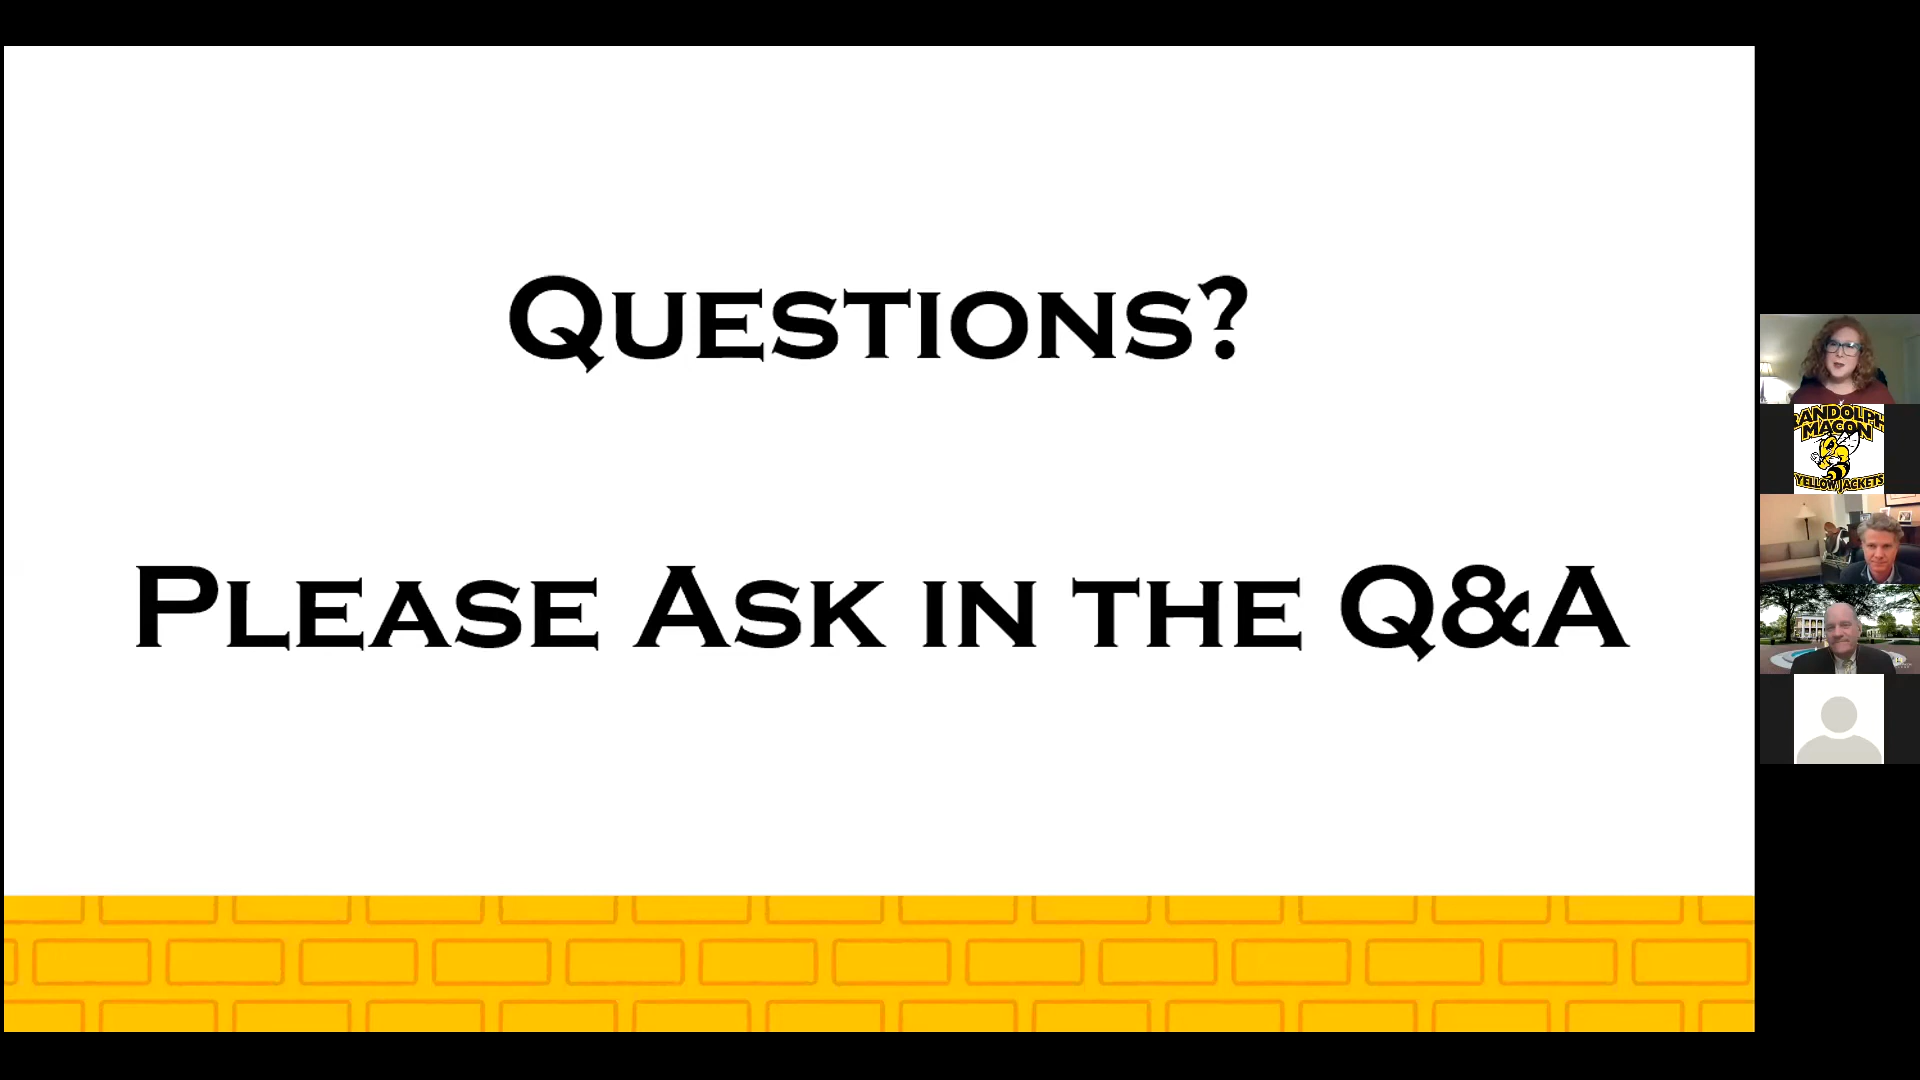 Questions?
Please Ask in the Q&A
RANDOLPH
MACON
YELLOW JACKETS